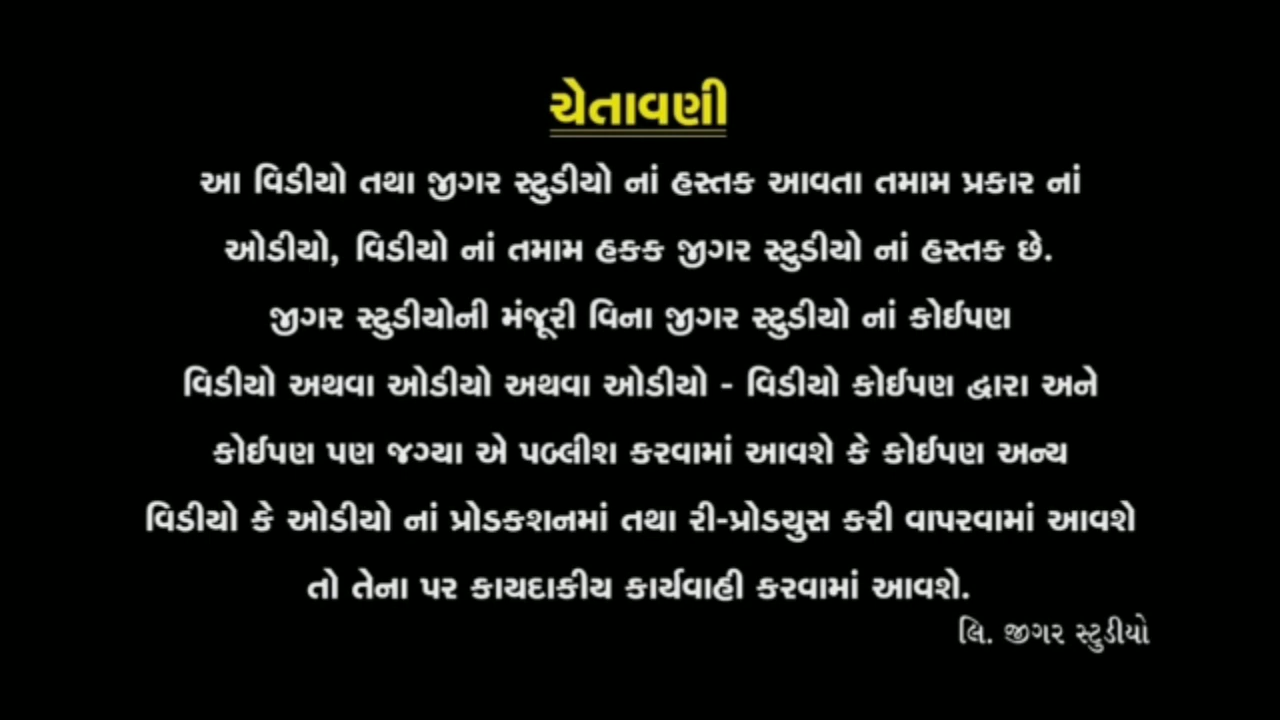 ચેતાવણી
આ વિડીયો તથા જીગર સ્ટુડીયો નાં હસ્તક આવતા તમામ પ્રકાર નાં
ઓડીયો, વિડીયો નાં તમામ હકક જીગર સ્ટુડીયો નાં હસ્તક છે.
જીગર સ્ટુડીયોની મંજૂરી વિના જીગર સ્ટુડીયો નાં કોઈપણ
વિડીયો અથવા ઓડીયો અથવા ઓડીયો - વિડીયો કોઈપણ દ્વારા અને
કોઈપણ પણ જગ્યા એ પબ્લીશ કરવામાં આવશે કે કોઈપણ અન્ય
વિડીયો કે ઓડીયો નાં પ્રોડકશનમાં તથા રી-પ્રોડયુસ કરી વાપરવામાં આવશે
તો તેના પર કાયદાકીય કાર્યવાહી કરવામાં આવશે.
લિ. જીગર સ્ટુડીયો